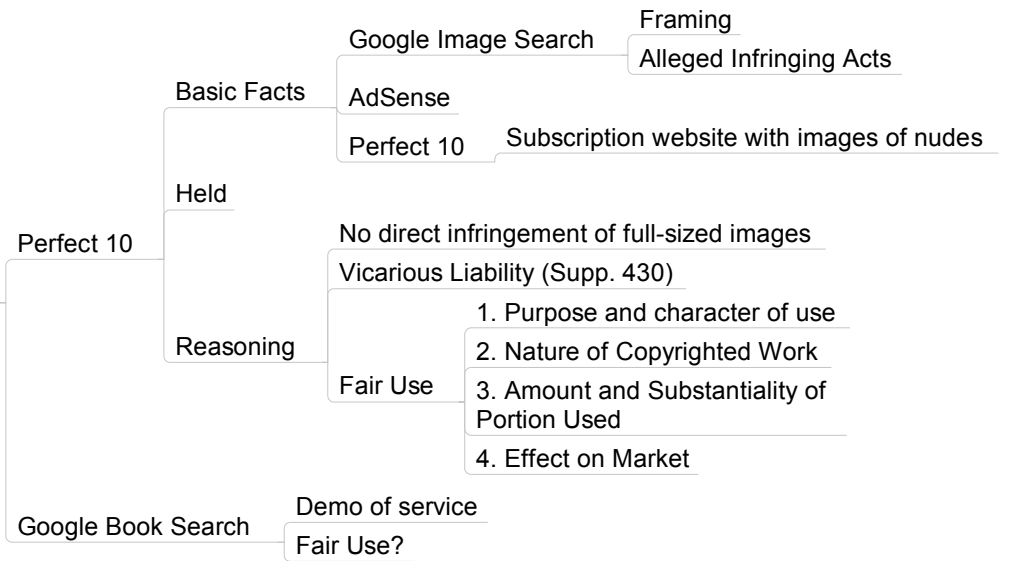 Framing
Google Image Search
Alleged Infringing Acts
Basic Facts
AdSense
Perfect 10
Subscription website with images of nudes
Held
Perfect 10
No direct infringement of full-sized images
Vicarious Liability (Supp. 430)
Reasoning
1. Purpose and character of use
2. Nature of Copyrighted Work
Fair Use
3. Amount and Substantiality of
Portion Used
4. Effect on Market
Google Book Search
Demo of service
Fair Use?